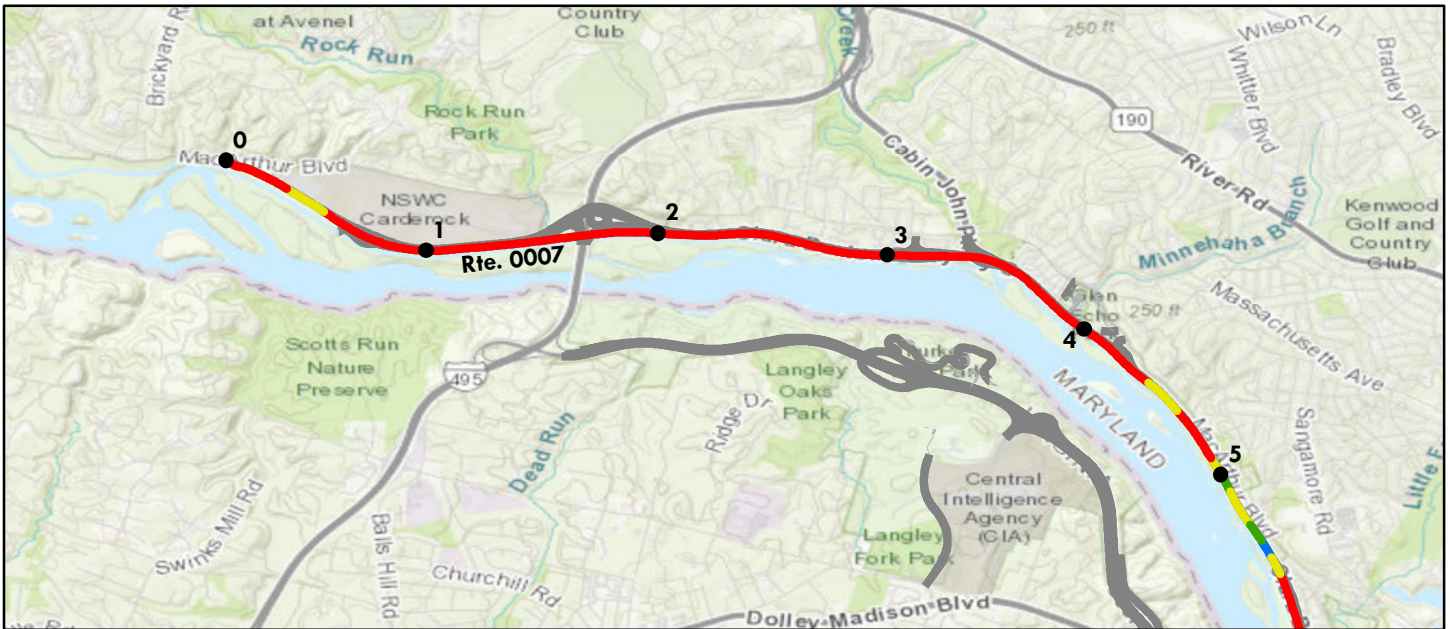 at Avenel
Country
Club
Brickyard R
Rock Run
Creek
250 ft
Wilson Ln
Whittier Blvd
Bradley Blvd
Rock Run
Park
190
Cabin-John-P
River-Rd
0
MacArthur Blvd
NSWC
Carderock
1
Rte. 0007
2
3
Minnehaha Branch
Kenwood
Golf and
Country
Club
Glen
Echo
250 ft
4
Massachusetts Ave
Scotts Run
Nature
Preserve
495
Langley
Oaks
Park
MARYLAND
Ridge Dr
Dead Run
MacArthur Blvd
5
Sangamore Rd
Little F
Central
Intelligence
Agency
(CIA)
Langley
Fork Park
Swinks Mill Rd
Balls Hill Rd
Churchill Rd
Dolley-Madison-Blvd